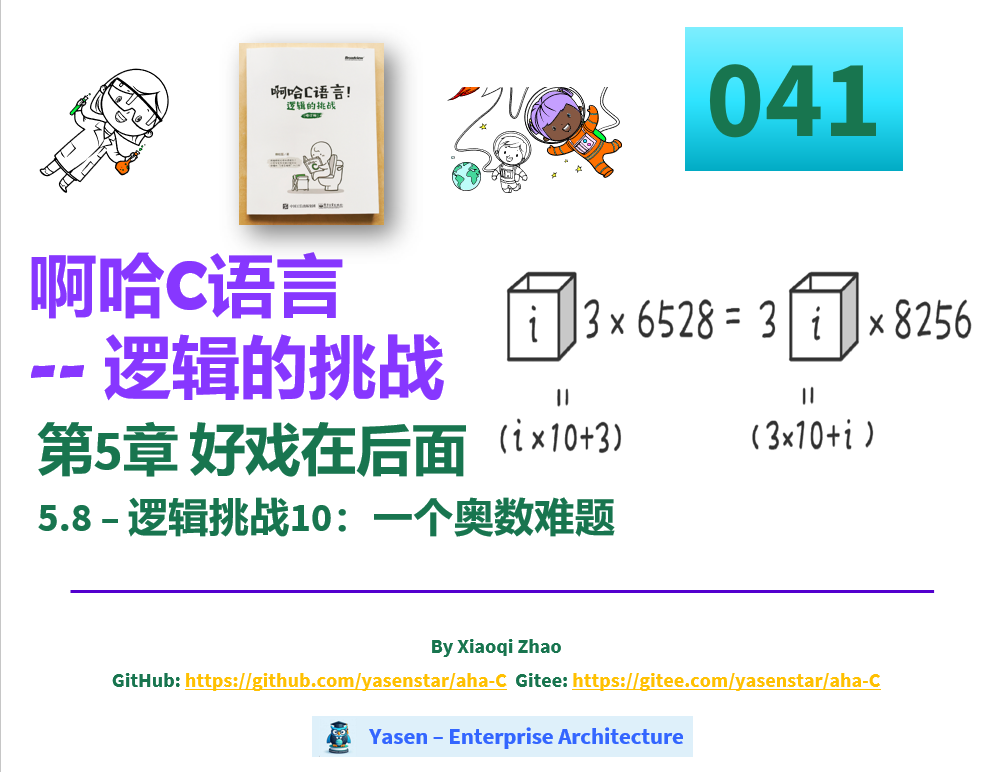 Broadview
啊哈C语言!
逻辑的挑战
041
啊哈C语言
-- 逻辑的挑战
第5章 好戏在后面
5.8 – 逻辑挑战10：一个奥数难题
i 3 × 6528 = 3 i × 8256
= =
(i×10+3) (3×10+i)
By Xiaoqi Zhao
GitHub: https://github.com/yasenstar/aha-C Gitee: https://gitee.com/yasenstar/aha-C
Yasen – Enterprise Architecture